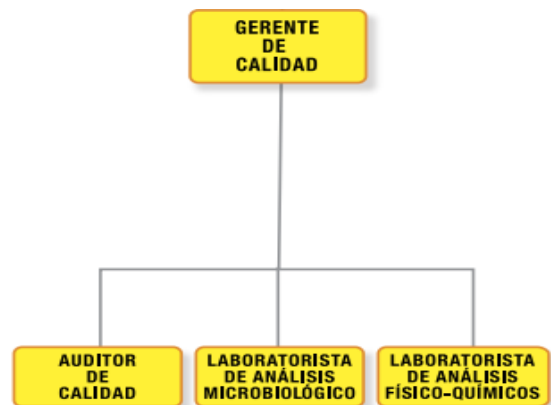 GERENTE
DE
CALIDAD
AUDITOR
DE
CALIDAD
LABORATORISTA
DE ANÁLISIS
MICROBIOLÓGICO
LABORATORISTA
DE ANÁLISIS
FÍSICO-QUÍMICOS